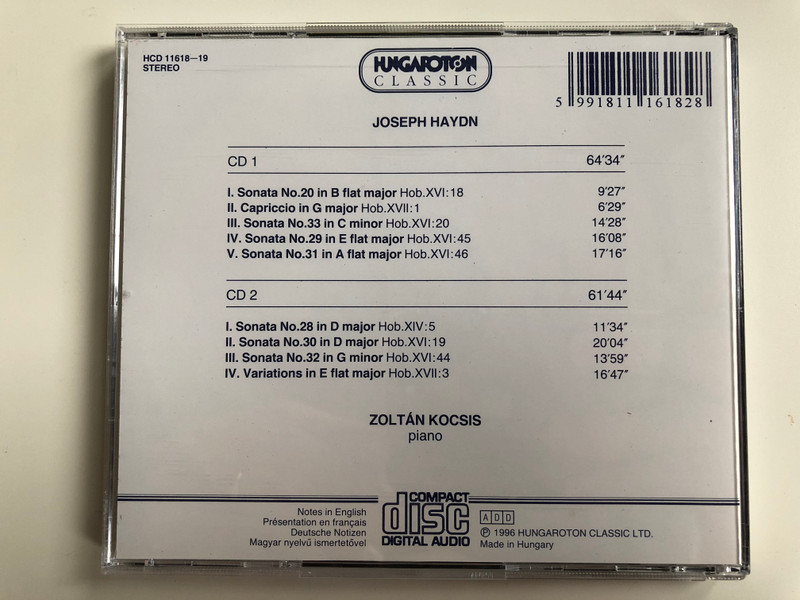 HCD 11618—19
STEREO
HUNGAROTON
CLASSIC
5 991811 161828
JOSEPH HAYDN
CD 1 64′34″
I. Sonata No.20 in B flat major Hob.XVI:18 9′27″
II. Capriccio in G major Hob.XVII:1 6′29″
III. Sonata No.33 in C minor Hob.XVI:20 14′28″
IV. Sonata No.29 in E flat major Hob.XVI:45 16′08″
V. Sonata No.31 in A flat major Hob.XVI:46 17′16″
CD 2 61′44″
I. Sonata No.28 in D major Hob.XIV:5 11′34″
II. Sonata No.30 in D major Hob.XVI:19 20′04″
III. Sonata No.32 in G minor Hob.XVI:44 13′59″
IV. Variations in E flat major Hob.XVII:3 16′47″
ZOLTÁN KOCSIS
piano
Notes in English
Présentation en français
Deutsche Notizen
Magyar nyelvű ismertetővel
COMPACT
disc
DIGITAL AUDIO
ADD
℗ 1996 HUNGAROTON CLASSIC LTD.
Made in Hungary